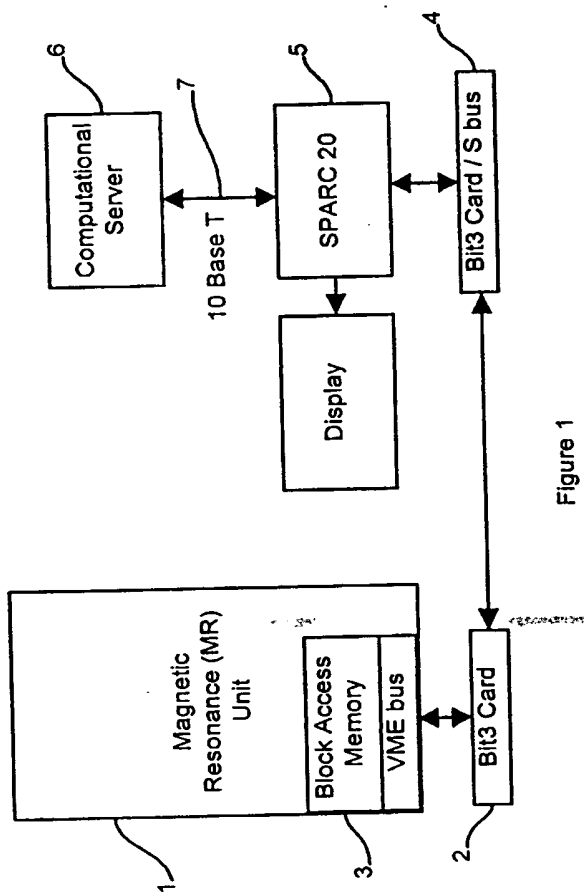 6
Computational
Server
7
10 Base T
5
SPARC 20
Display
4
Bit3 Card / S bus
1
Magnetic
Resonance (MR)
Unit
3
Block Access
Memory
VME bus
2
Bit3 Card
Figure 1